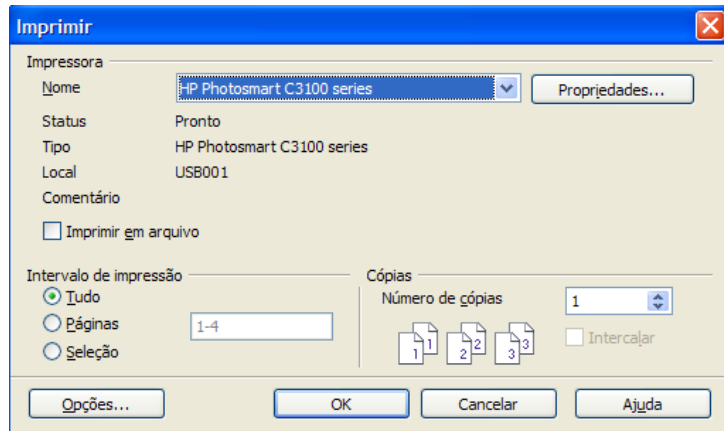 Imprimir
Impressora
Nome HP Photosmart C3100 series Propriedades...
Status Pronto
Tipo HP Photosmart C3100 series
Local USB001
Comentário
Imprimir em arquivo
Intervalo de impressão
Tudo
Páginas 1-4
Seleção
Cópias
Número de cópias 1
1 1 2 2 3 3
Intercalar
Opções... OK Cancelar Ajuda